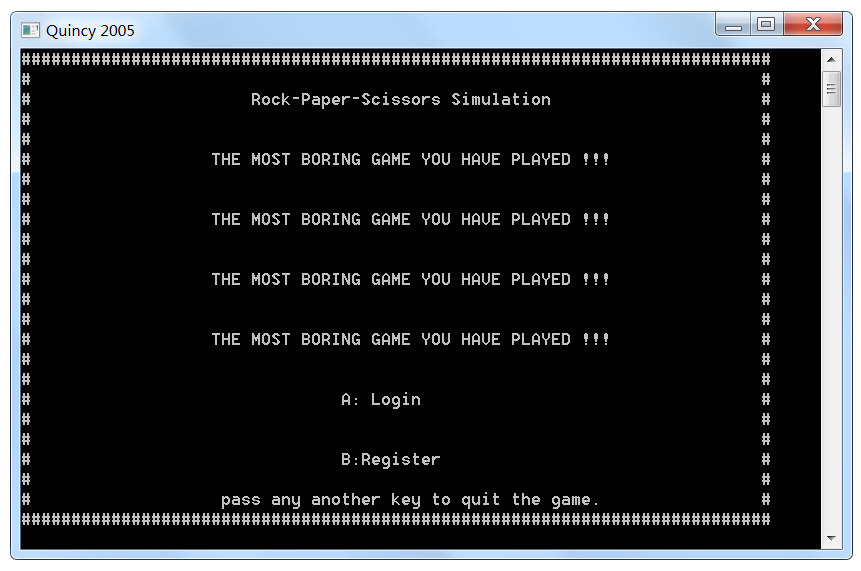 Quincy 2005
###########################################################################
#                                                                         #
#                      Rock-Paper-Scissors Simulation                     #
#                                                                         #
#                                                                         #
#                  THE MOST BORING GAME YOU HAVE PLAYED !!!               #
#                                                                         #
#                                                                         #
#                  THE MOST BORING GAME YOU HAVE PLAYED !!!               #
#                                                                         #
#                                                                         #
#                  THE MOST BORING GAME YOU HAVE PLAYED !!!               #
#                                                                         #
#                                                                         #
#                  THE MOST BORING GAME YOU HAVE PLAYED !!!               #
#                                                                         #
#                                                                         #
#                               A: Login                                  #
#                                                                         #
#                                                                         #
#                               B:Register                                #
#                                                                         #
#                   pass any another key to quit the game.                #
###########################################################################